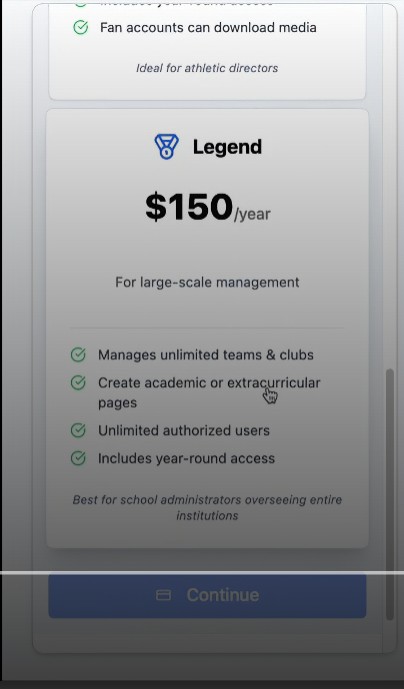 Fan accounts can download media
Ideal for athletic directors
Legend
$150/year
For large-scale management
Manages unlimited teams & clubs
Create academic or extracurricular
pages
Unlimited authorized users
Includes year-round access
Best for school administrators overseeing entire
institutions
Continue